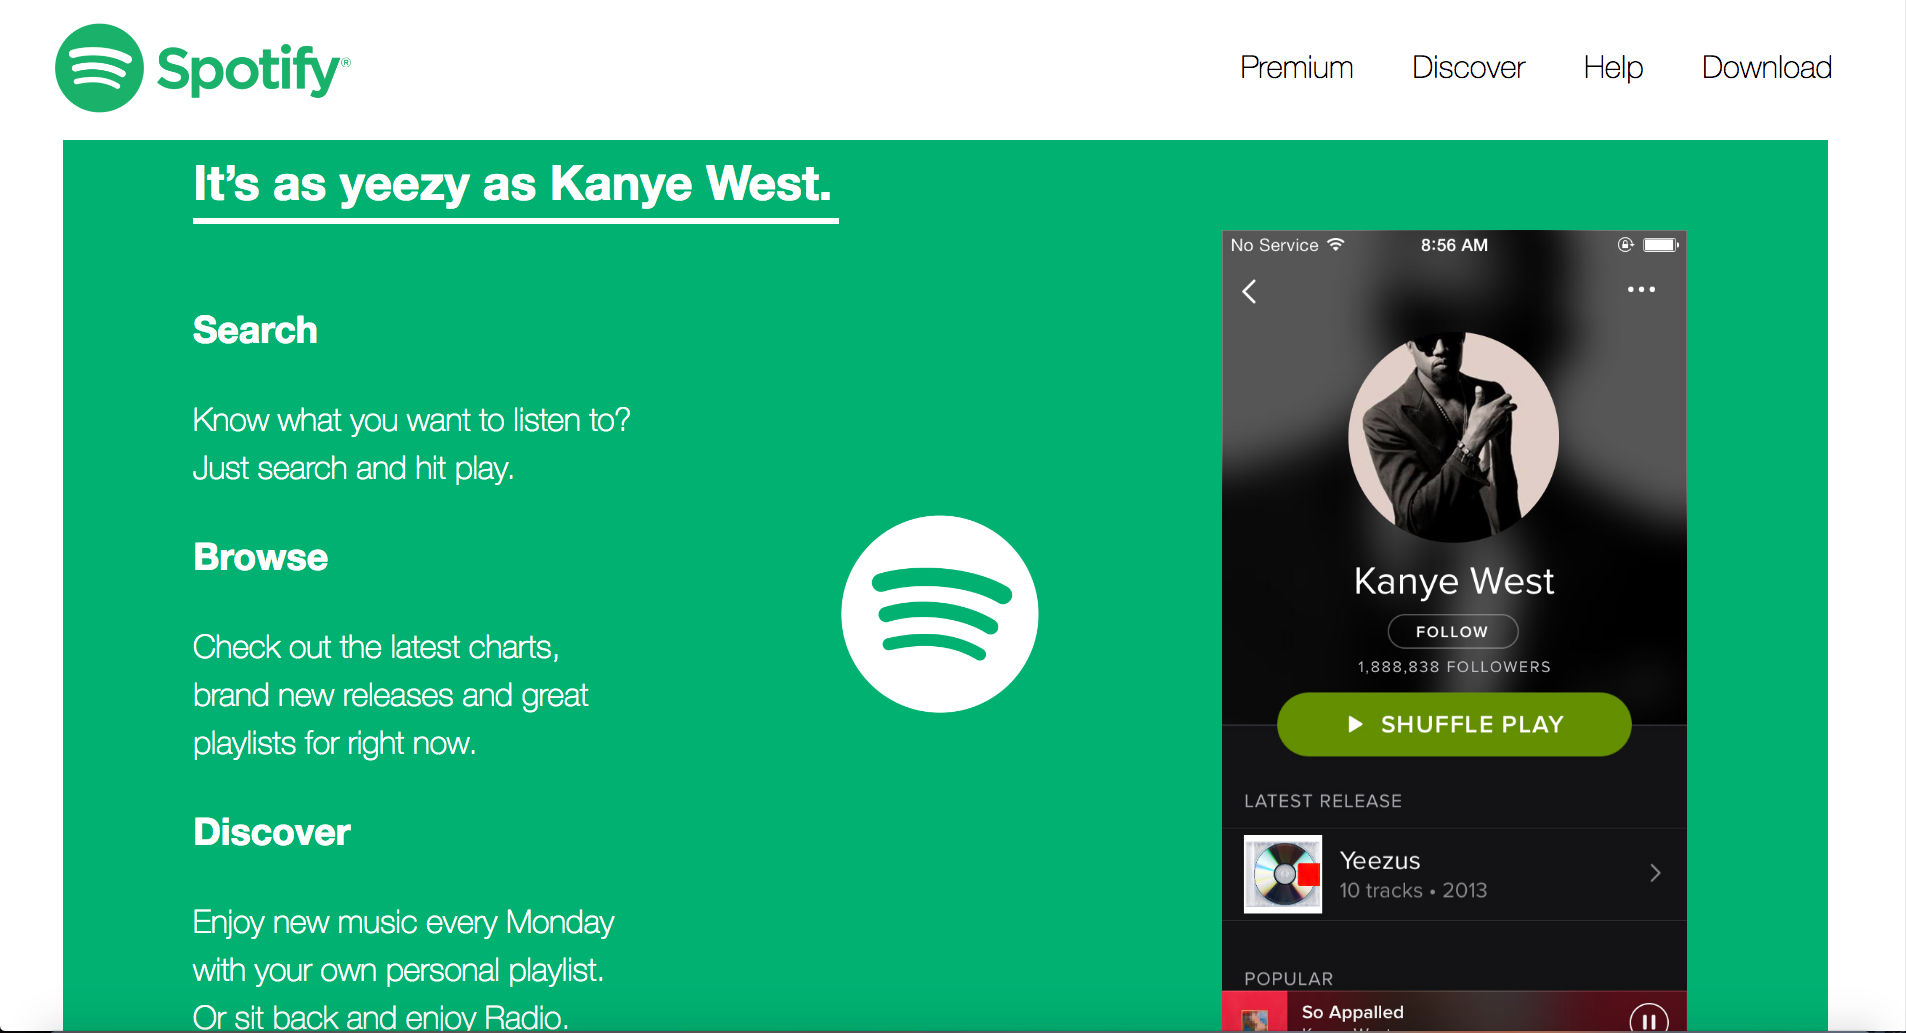 Spotify®
Premium Discover Help Download
It's as yeezy as Kanye West.
Search
Know what you want to listen to?
Just search and hit play.
Browse
Check out the latest charts,
brand new releases and great
playlists for right now.
Discover
Enjoy new music every Monday
with your own personal playlist.
Or sit back and enjoy Radio.
No Service 8:56 AM
Kanye West
FOLLOW
1,888,838 FOLLOWERS
SHUFFLE PLAY
LATEST RELEASE
Yeezus
10 tracks • 2013
POPULAR
So Appalled